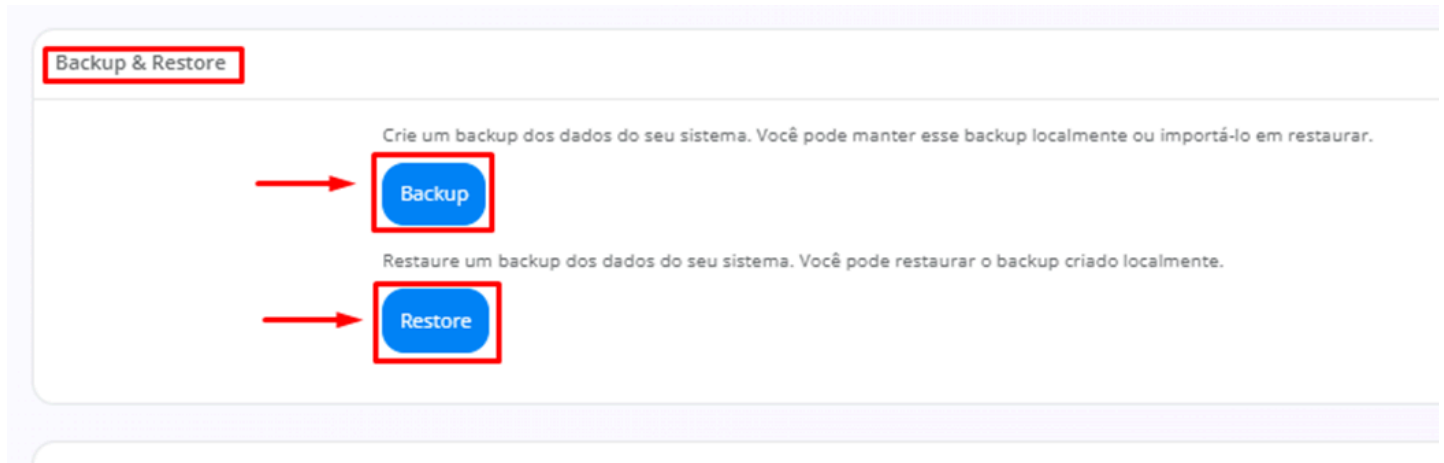 Backup & Restore
Crie um backup dos dados do seu sistema. Você pode manter esse backup localmente ou importá-lo em restaurar.
Backup
Restaure um backup dos dados do seu sistema. Você pode restaurar o backup criado localmente.
Restore